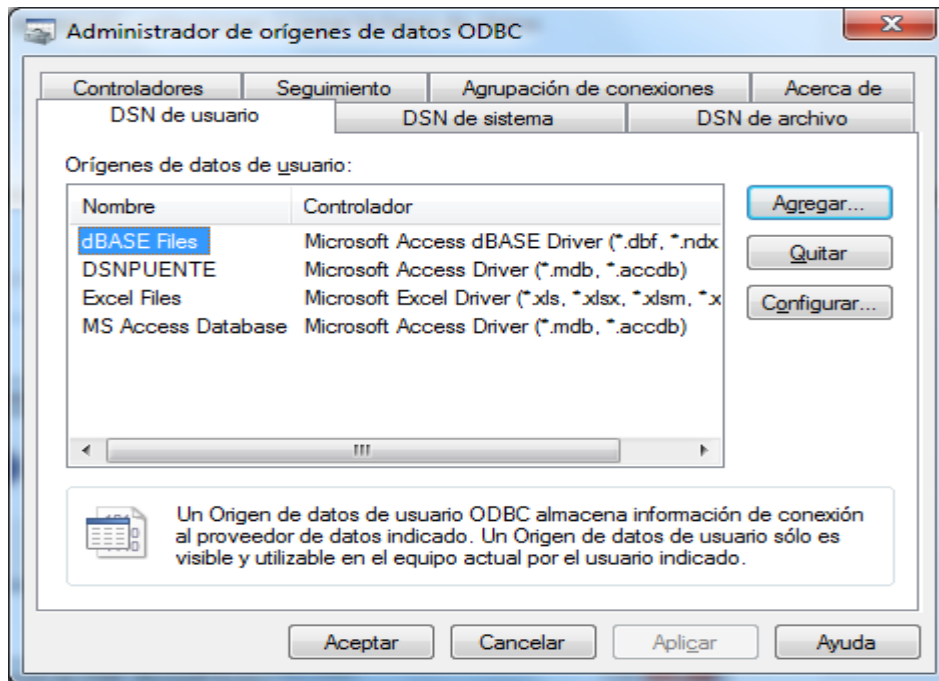 Administrador de orígenes de datos ODBC
Controladores Seguimiento Agrupación de conexiones Acerca de
DSN de usuario DSN de sistema DSN de archivo
Orígenes de datos de usuario:
Nombre Controlador Agregar...
dBASE Files Microsoft Access dBASE Driver (*.dbf, *.ndx
DSNPUENTE Microsoft Access Driver (*.mdb, *.accdb) Quitar
Excel Files Microsoft Excel Driver (*.xls, *.xlsx, *.xlsm, *.x Configurar...
MS Access Database Microsoft Access Driver (*.mdb, *.accdb)
Un Origen de datos de usuario ODBC almacena información de conexión
al proveedor de datos indicado. Un Origen de datos de usuario sólo es
visible y utilizable en el equipo actual por el usuario indicado.
Aceptar Cancelar Aplicar Ayuda